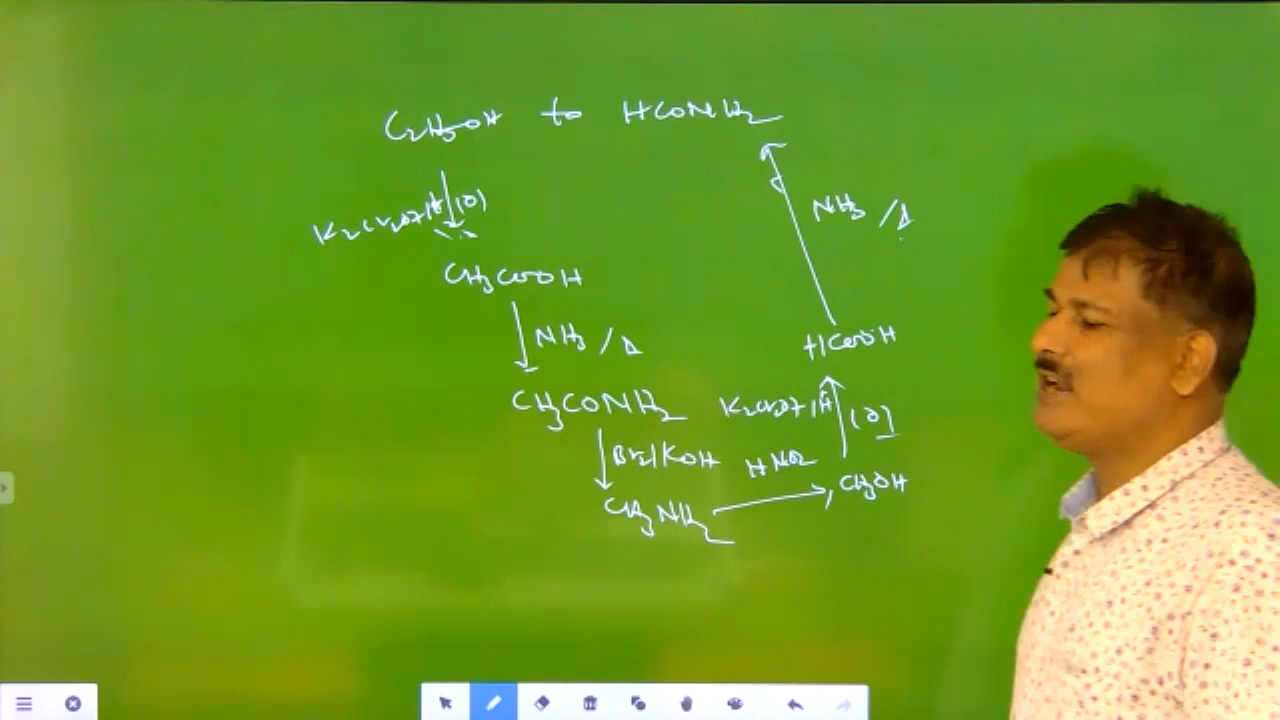 C2H5OH to HCONH2
K2Cr2O7/H (O)
CH3COOH
NH3 / Δ
CH3CONH2
Br2/KOH
CH3NH2
HNO2
CH3OH
K2Cr2O7/H [O]
HCOOH
NH3 / Δ